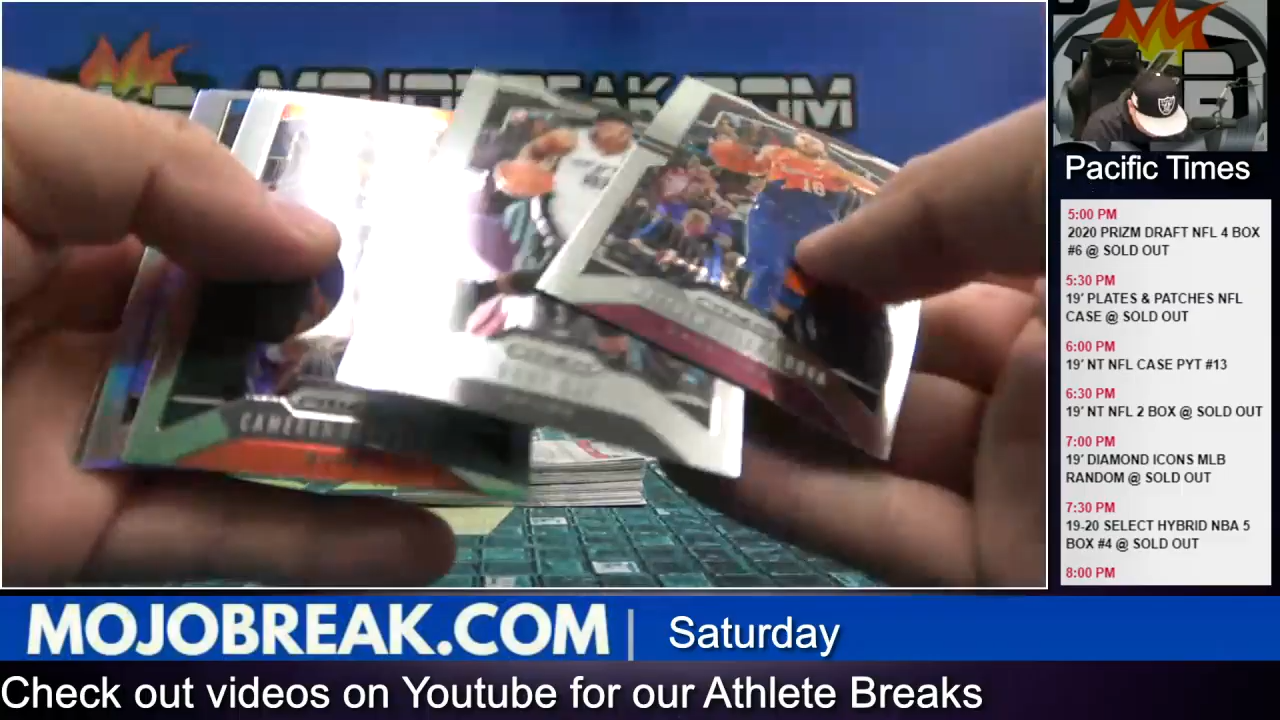 MOJOBREAK.COM
18
CAMERON
Pacific Times
5:00 PM
2020 PRIZM DRAFT NFL 4 BOX
#6 @ SOLD OUT
5:30 PM
19' PLATES & PATCHES NFL
CASE @ SOLD OUT
6:00 PM
19' NT NFL CASE PYT #13
6:30 PM
19' NT NFL 2 BOX @ SOLD OUT
7:00 PM
19' DIAMOND ICONS MLB
RANDOM @ SOLD OUT
7:30 PM
19-20 SELECT HYBRID NBA 5
BOX #4 @ SOLD OUT
8:00 PM
MOJOBREAK.COM | Saturday
Check out videos on Youtube for our Athlete Breaks